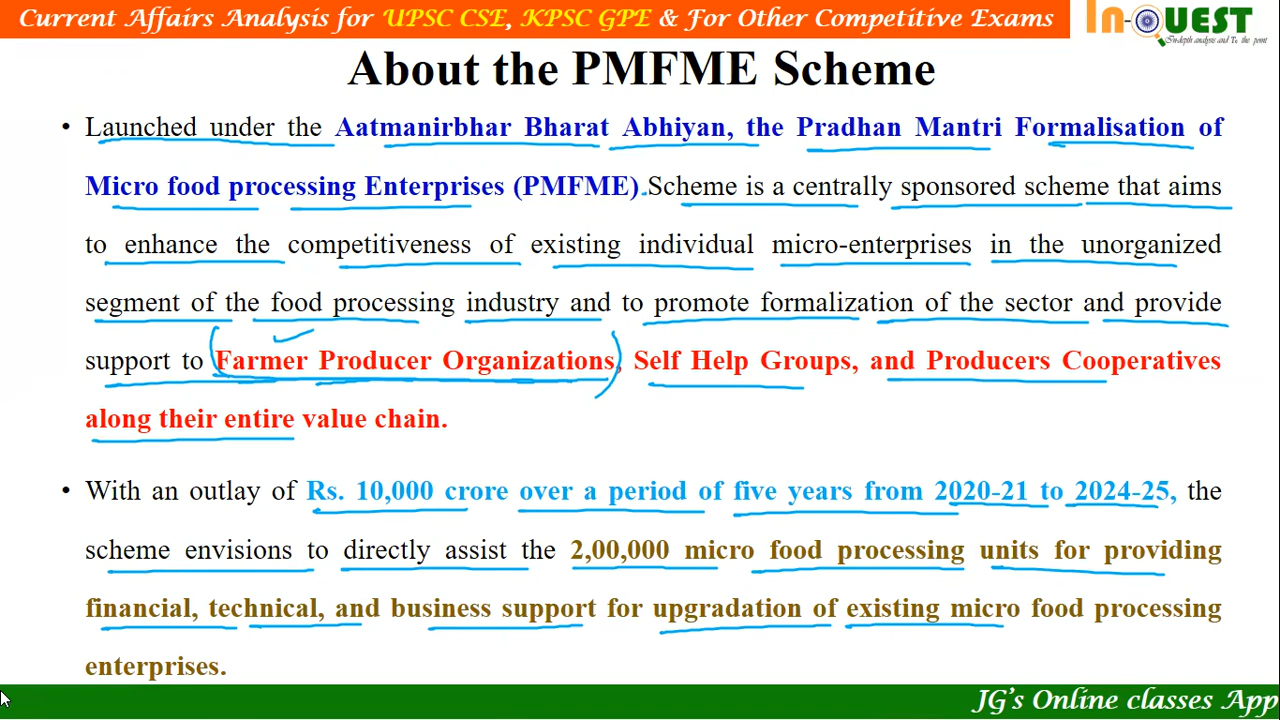 Current Affairs Analysis for UPSC CSE, KPSC GPE & For Other Competitive Exams
In-QUEST
In-depth analysis and To the point
About the PMFME Scheme
• Launched under the Aatmanirbhar Bharat Abhiyan, the Pradhan Mantri Formalisation of
Micro food processing Enterprises (PMFME) Scheme is a centrally sponsored scheme that aims
to enhance the competitiveness of existing individual micro-enterprises in the unorganized
segment of the food processing industry and to promote formalization of the sector and provide
support to Farmer Producer Organizations, Self Help Groups, and Producers Cooperatives
along their entire value chain.
• With an outlay of Rs. 10,000 crore over a period of five years from 2020-21 to 2024-25, the
scheme envisions to directly assist the 2,00,000 micro food processing units for providing
financial, technical, and business support for upgradation of existing micro food processing
enterprises.
JG's Online classes App